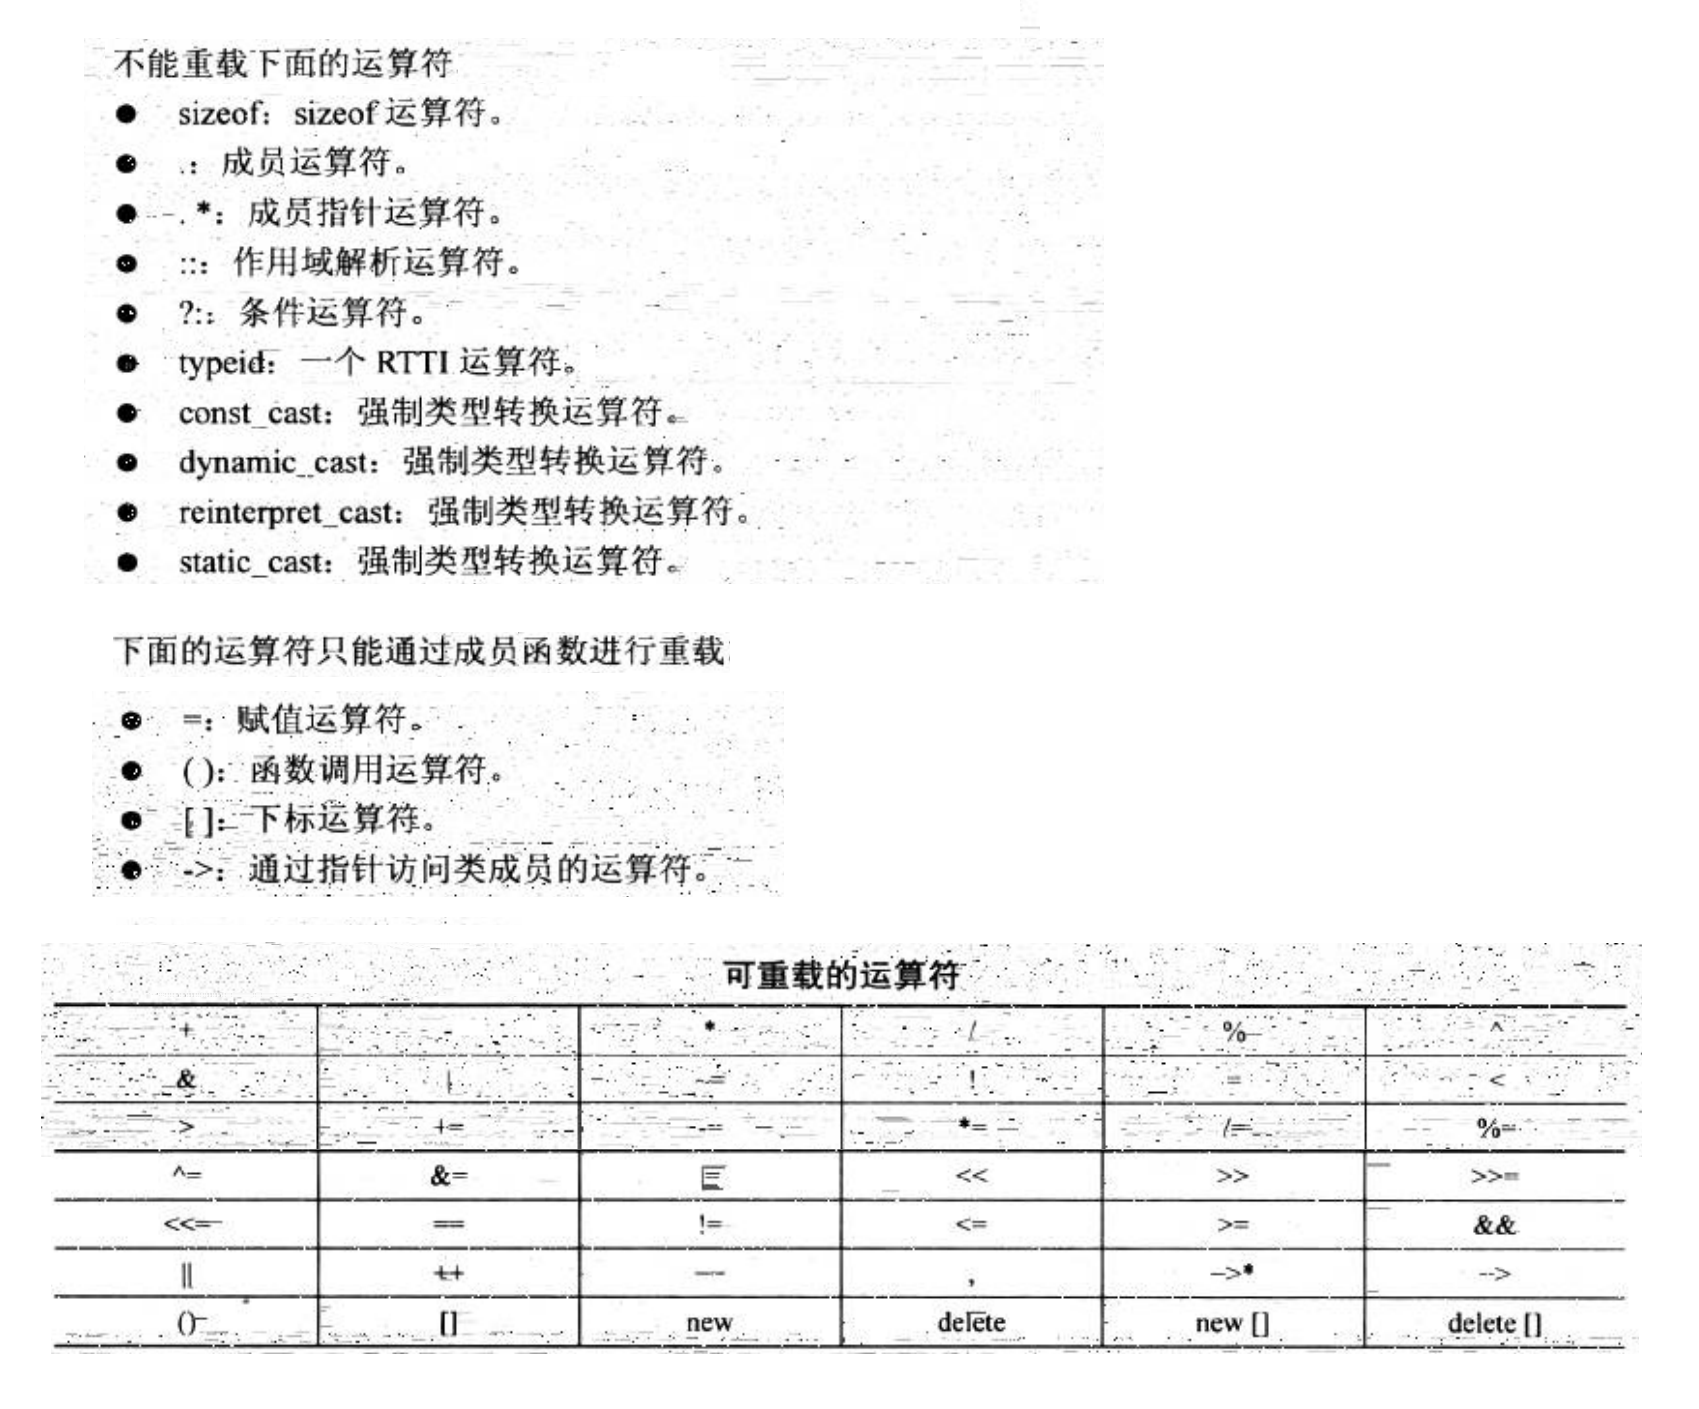 不能重载下面的运算符
● sizeof：sizeof 运算符。
● .：成员运算符。
● .*：成员指针运算符。
● ::：作用域解析运算符。
● ?:：条件运算符。
● typeid：一个 RTTI 运算符。
● const_cast：强制类型转换运算符。
● dynamic_cast：强制类型转换运算符。
● reinterpret_cast：强制类型转换运算符。
● static_cast：强制类型转换运算符。
下面的运算符只能通过成员函数进行重载
● =：赋值运算符。
● ( )：函数调用运算符。
● [ ]：下标运算符。
● ->：通过指针访问类成员的运算符。
可重载的运算符
+ - * / % ^
& | ! = <
> += -= *= /= %=
^= &= << >> >>=
<<= == != <= >= &&
|| ++ -- , ->* ->
() [] new delete new [] delete []